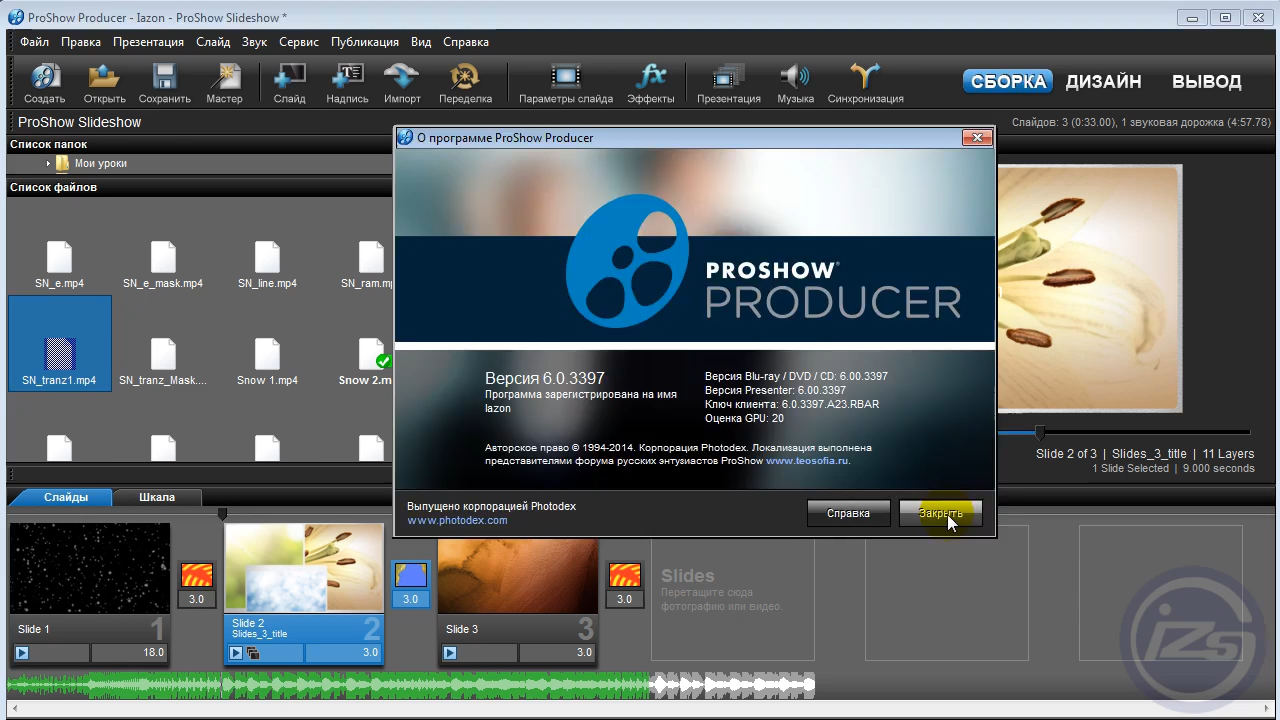 ProShow Producer - Iazon - ProShow Slideshow *
Файл Правка Презентация Слайд Звук Сервис Публикация Вид Справка
Создать Открыть Сохранить Мастер Слайд Надпись Импорт Переделка Параметры слайда Эффекты Презентация Музыка Синхронизация
СБОРКА ДИЗАЙН ВЫВОД
ProShow Slideshow
Слайдов: 3 (0:33.00), 1 звуковая дорожка (4:57.78)
Список папок
Мои уроки
Список файлов
SN_e.mp4 SN_e_mask.mp4 SN_line.mp4 SN_ram.mp4
SN_tranz1.mp4 SN_tranz_Mask.... Snow 1.mp4 Snow 2.m
О программе ProShow Producer
PROSHOW®
PRODUCER
Версия 6.0.3397
Программа зарегистрирована на имя
Iazon
Версия Blu-ray / DVD / CD: 6.00.3397
Версия Presenter: 6.00.3397
Ключ клиента: 6.0.3397.A23.RBAR
Оценка GPU: 20
Авторское право © 1994-2014. Корпорация Photodex. Локализация выполнена
представителями форума русских энтузиастов ProShow www.teosofia.ru.
Выпущено корпорацией Photodex
www.photodex.com
Справка Закрыть
Slide 2 of 3 | Slides_3_title | 11 Layers
1 Slide Selected | 9.000 seconds
Слайды Шкала
Slide 1 1
18.0
3.0
Slide 2
Slides_3_title 2
3.0
3.0
Slide 3 3
3.0
3.0
Slides
Перетащите сюда
фотографию или видео.
izs